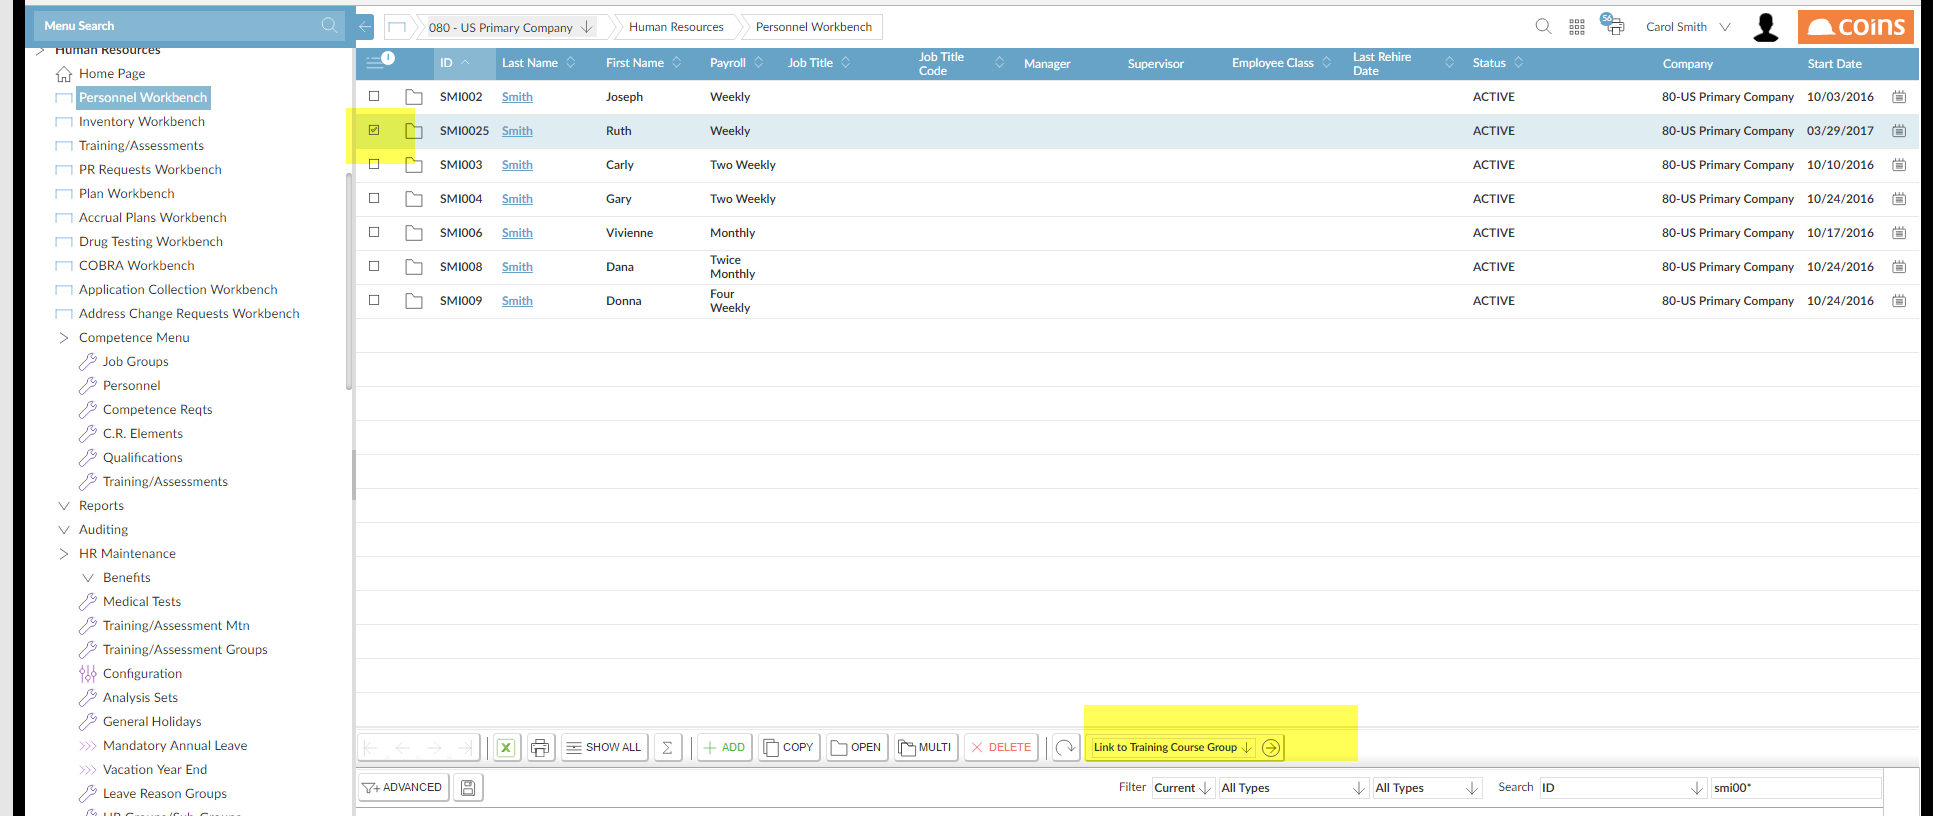 Menu Search
080 - US Primary Company
Human Resources
Personnel Workbench
56
Carol Smith
coins
Human Resources
Home Page
Personnel Workbench
Inventory Workbench
Training/Assessments
PR Requests Workbench
Plan Workbench
Accrual Plans Workbench
Drug Testing Workbench
COBRA Workbench
Application Collection Workbench
Address Change Requests Workbench
Competence Menu
Job Groups
Personnel
Competence Reqts
C.R. Elements
Qualifications
Training/Assessments
Reports
Auditing
HR Maintenance
Benefits
Medical Tests
Training/Assessment Mtn
Training/Assessment Groups
Configuration
Analysis Sets
General Holidays
Mandatory Annual Leave
Vacation Year End
Leave Reason Groups
HR Groups/Sub-Groups
1 ID Last Name First Name Payroll Job Title Job Title Code Manager Supervisor Employee Class Last Rehire Date Status Company Start Date
SMI002 Smith Joseph Weekly ACTIVE 80-US Primary Company 10/03/2016
SMI0025 Smith Ruth Weekly ACTIVE 80-US Primary Company 03/29/2017
SMI003 Smith Carly Two Weekly ACTIVE 80-US Primary Company 10/10/2016
SMI004 Smith Gary Two Weekly ACTIVE 80-US Primary Company 10/24/2016
SMI006 Smith Vivienne Monthly ACTIVE 80-US Primary Company 10/17/2016
SMI008 Smith Dana Twice Monthly ACTIVE 80-US Primary Company 10/24/2016
SMI009 Smith Donna Four Weekly ACTIVE 80-US Primary Company 10/24/2016
SHOW ALL Σ ADD COPY OPEN MULTI DELETE Link to Training Course Group
ADVANCED Filter Current All Types All Types Search ID smi00*